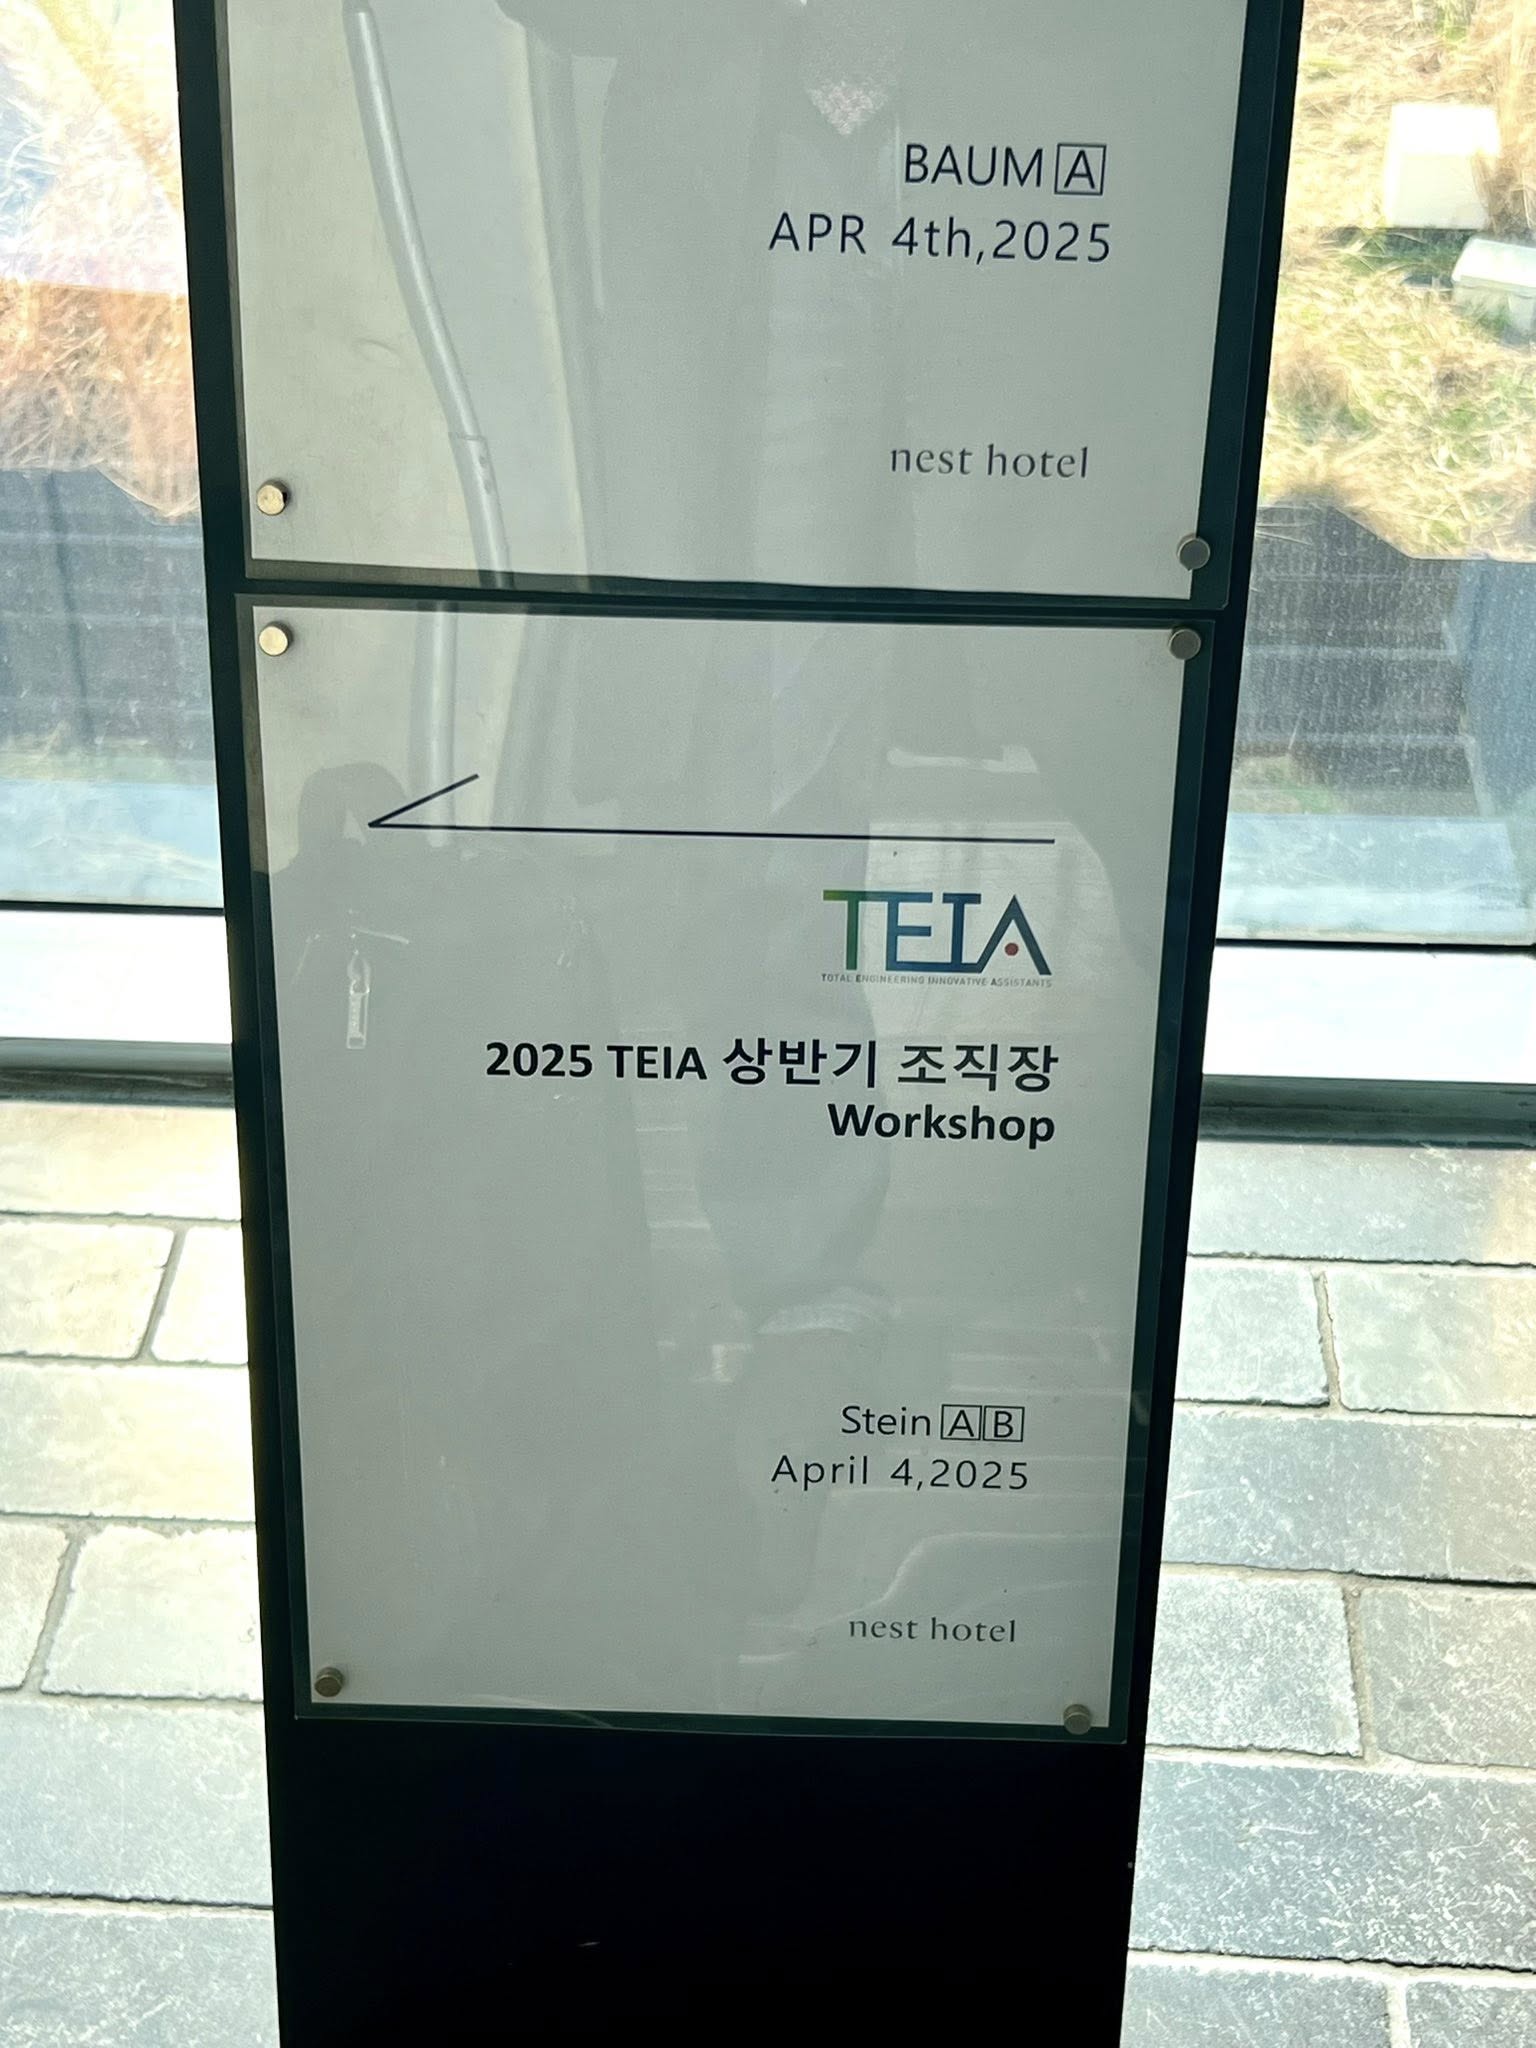 BAUM A
APR 4th,2025
nest hotel
TEIA
TOTAL ENGINEERING INNOVATIVE ASSISTANTS
2025 TEIA 상반기 조직장
Workshop
Stein A B
April 4,2025
nest hotel